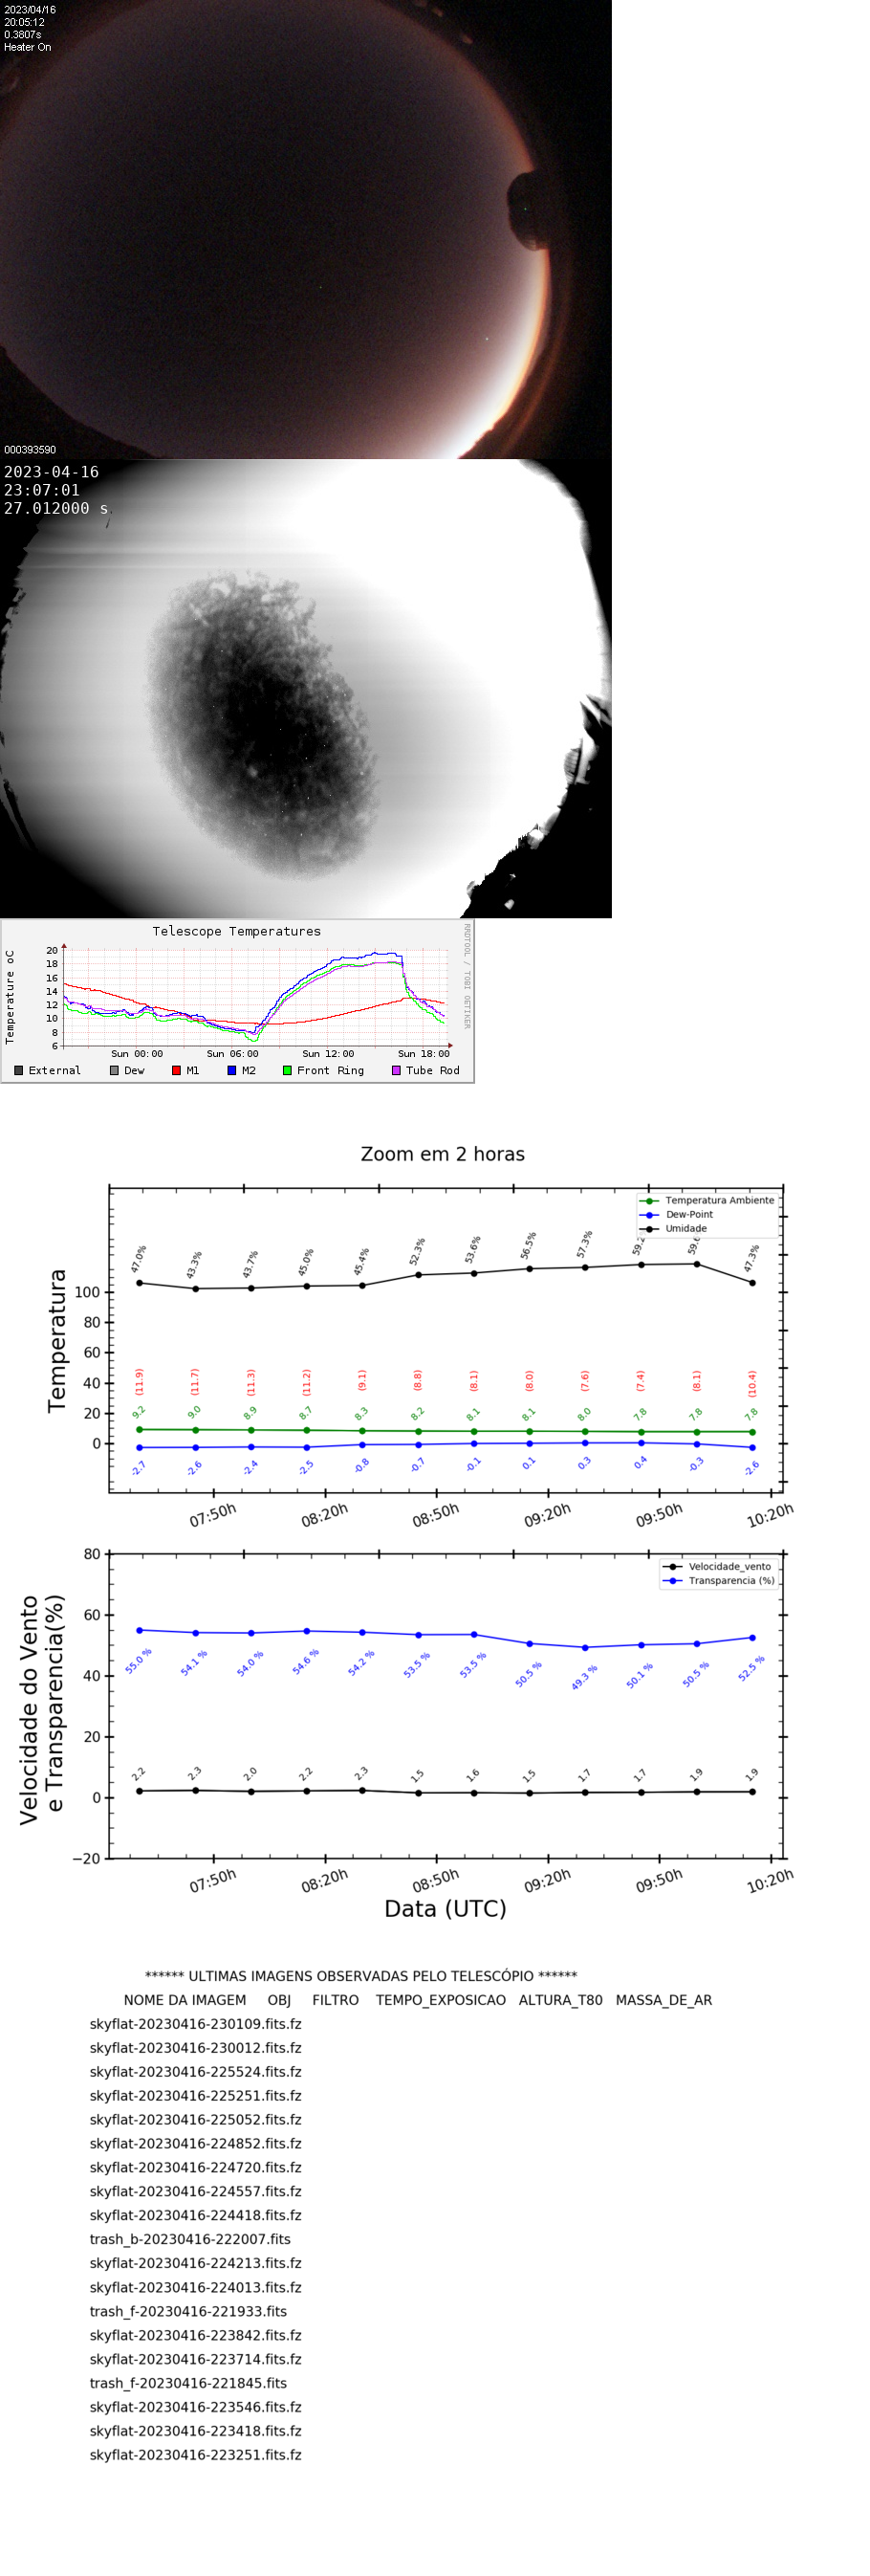 2023/04/16
20:05:12
0.3807s
Heater On
000393590
2023-04-16
23:07:01
27.012000 s
Telescope Temperatures
RRDTOOL / TOBI OETIKER
Temperature oC
20
18
16
14
12
10
8
6
Sun 00:00 Sun 06:00 Sun 12:00 Sun 18:00
External Dew M1 M2 Front Ring Tube Rod
Zoom em 2 horas
Temperatura Ambiente
Dew-Point
Umidade
Temperatura
100
80
60
40
20
0
47.0% 43.3% 43.7% 45.0% 45.4% 52.3% 53.6% 56.5% 57.3% 47.3%
(11.9) (11.7) (11.3) (11.2) (9.1) (8.8) (8.1) (8.0) (7.6) (7.4) (8.1) (10.4)
9.2 9.0 8.9 8.7 8.3 8.2 8.1 8.1 8.0 7.8 7.8 7.8
-2.7 -2.6 -2.4 -2.5 -0.8 -0.7 -0.1 0.1 0.3 0.4 -0.3 -2.6
07:50h 08:20h 08:50h 09:20h 09:50h 10:20h
Velocidade_vento
Transparencia (%)
Velocidade do Vento
e Transparencia(%)
80
60
40
20
0
−20
55.0 % 54.1 % 54.0 % 54.6 % 54.2 % 53.5 % 53.5 % 50.5 % 49.3 % 50.1 % 50.5 % 52.5 %
2.2 2.3 2.0 2.2 2.3 1.5 1.6 1.5 1.7 1.7 1.9 1.9
07:50h 08:20h 08:50h 09:20h 09:50h 10:20h
Data (UTC)
****** ULTIMAS IMAGENS OBSERVADAS PELO TELESCÓPIO ******
NOME DA IMAGEM OBJ FILTRO TEMPO_EXPOSICAO ALTURA_T80 MASSA_DE_AR
skyflat-20230416-230109.fits.fz
skyflat-20230416-230012.fits.fz
skyflat-20230416-225524.fits.fz
skyflat-20230416-225251.fits.fz
skyflat-20230416-225052.fits.fz
skyflat-20230416-224852.fits.fz
skyflat-20230416-224720.fits.fz
skyflat-20230416-224557.fits.fz
skyflat-20230416-224418.fits.fz
trash_b-20230416-222007.fits
skyflat-20230416-224213.fits.fz
skyflat-20230416-224013.fits.fz
trash_f-20230416-221933.fits
skyflat-20230416-223842.fits.fz
skyflat-20230416-223714.fits.fz
trash_f-20230416-221845.fits
skyflat-20230416-223546.fits.fz
skyflat-20230416-223418.fits.fz
skyflat-20230416-223251.fits.fz